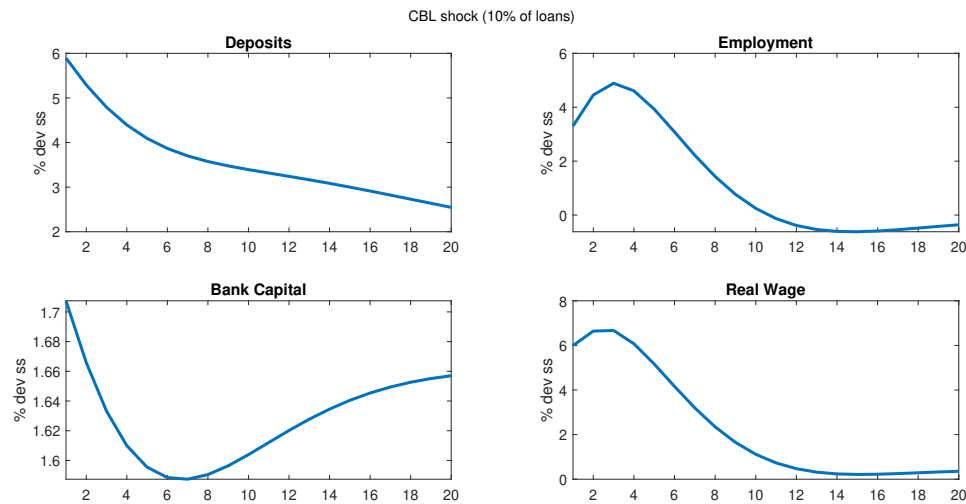 CBL shock (10% of loans)
Deposits
% dev ss
6
5
4
3
2
2 4 6 8 10 12 14 16 18 20
Employment
% dev ss
6
4
2
0
2 4 6 8 10 12 14 16 18 20
Bank Capital
% dev ss
1.7
1.66
1.64
1.62
1.6
2 4 6 8 10 12 14 16 18 20
Real Wage
% dev ss
8
6
4
2
0
2 4 6 8 10 12 14 16 18 20